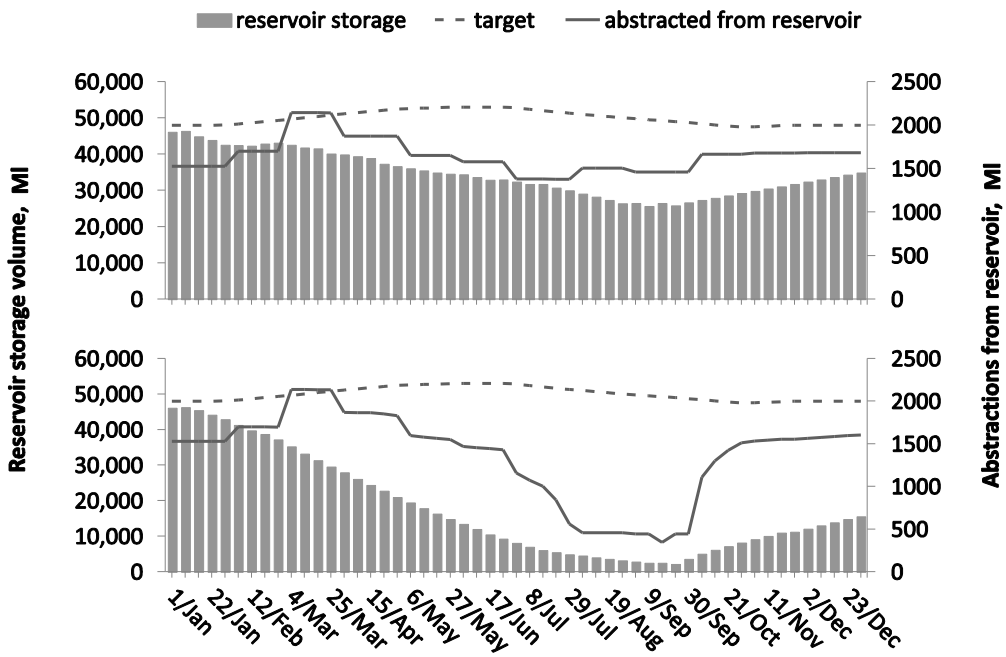 reservoir storage target abstracted from reservoir
Reservoir storage volume, Ml
60,000
50,000
40,000
30,000
20,000
10,000
0
2500
2000
1500
1000
500
0
Abstractions from reservoir, Ml
60,000
50,000
40,000
30,000
20,000
10,000
0
2500
2000
1500
1000
500
0
1/Jan
22/Jan
12/Feb
4/Mar
25/Mar
15/Apr
6/May
27/May
17/Jun
8/Jul
29/Jul
19/Aug
9/Sep
30/Sep
21/Oct
11/Nov
2/Dec
23/Dec